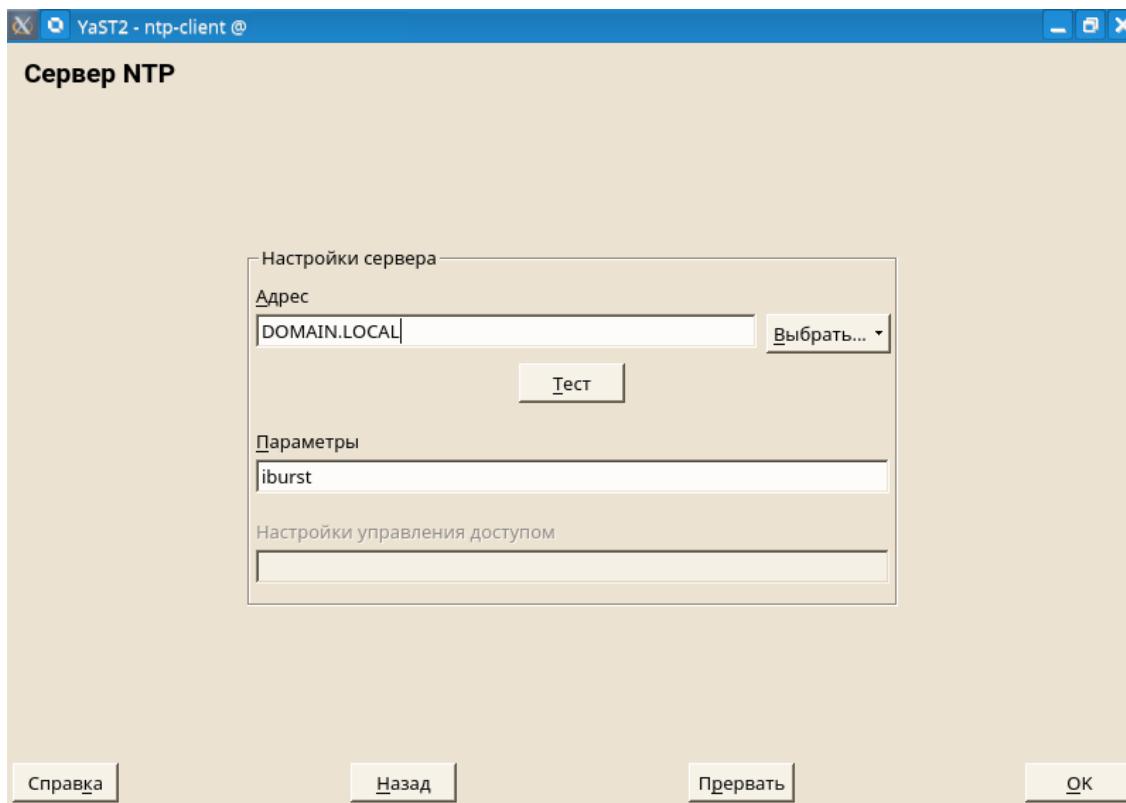 YaST2 - ntp-client @
Сервер NTP
Настройки сервера
Адрес
DOMAIN.LOCAL
Выбрать...
Тест
Параметры
iburst
Настройки управления доступом
Справка Назад Прервать OK